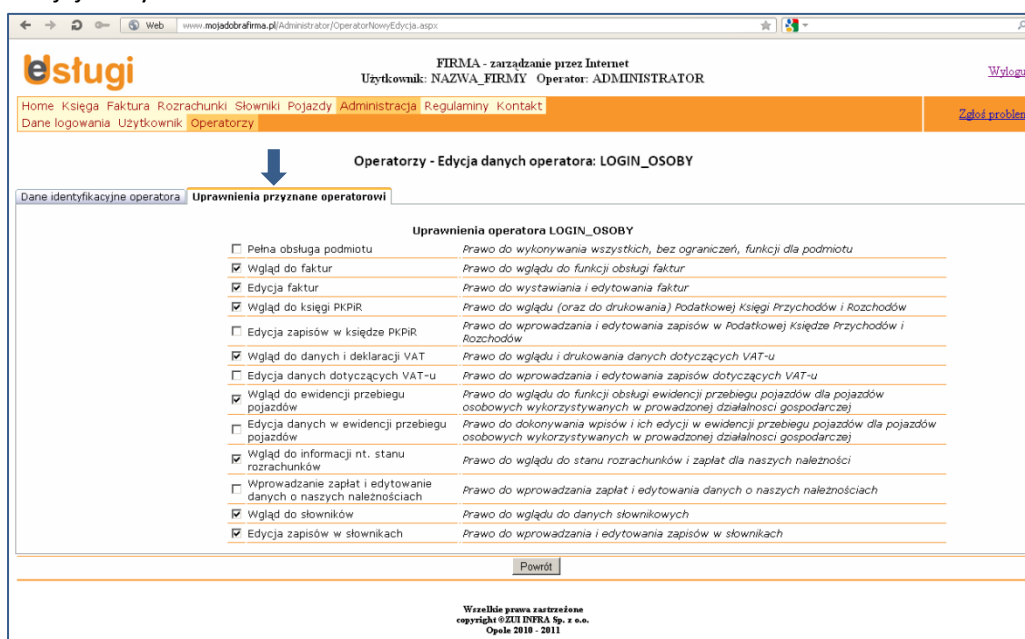 Web www.mojadobrafirma.pl/Administrator/OperatorNowyEdycja.aspx
esługi
FIRMA - zarządzanie przez Internet
Użytkownik: NAZWA_FIRMY Operator: ADMINISTRATOR
Wylogu
Home Księga Faktura Rozrachunki Słowniki Pojazdy Administracja Regulaminy Kontakt
Dane logowania Użytkownik Operatorzy
Zgłoś problem
Operatorzy - Edycja danych operatora: LOGIN_OSOBY
Dane identyfikacyjne operatora Uprawnienia przyznane operatorowi
Uprawnienia operatora LOGIN_OSOBY
Pełna obsługa podmiotu Prawo do wykonywania wszystkich, bez ograniczeń, funkcji dla podmiotu
Wgląd do faktur Prawo do wglądu do funkcji obsługi faktur
Edycja faktur Prawo do wystawiania i edytowania faktur
Wgląd do księgi PKPiR Prawo do wglądu (oraz do drukowania) Podatkowej Księgi Przychodów i Rozchodów
Edycja zapisów w księdze PKPiR Prawo do wprowadzania i edytowania zapisów w Podatkowej Księdze Przychodów i
Rozchodów
Wgląd do danych i deklaracji VAT Prawo do wglądu i drukowania danych dotyczących VAT-u
Edycja danych dotyczących VAT-u Prawo do wprowadzania i edytowania zapisów dotyczących VAT-u
Wgląd do ewidencji przebiegu Prawo do wglądu do funkcji obsługi ewidencji przebiegu pojazdów dla pojazdów
pojazdów osobowych wykorzystywanych w prowadzonej działalnosci gospodarczej
Edycja danych w ewidencji przebiegu Prawo do dokonywania wpisów i ich edycji w ewidencji przebiegu pojazdów dla pojazdów
pojazdów osobowych wykorzystywanych w prowadzonej działalnosci gospodarczej
Wgląd do informacji nt. stanu
rozrachunków Prawo do wglądu do stanu rozrachunków i zapłat dla naszych należności
Wprowadzanie zapłat i edytowanie
danych o naszych należnościach Prawo do wprowadzania zapłat i edytowania danych o naszych należnościach
Wgląd do słowników Prawo do wglądu do danych słownikowych
Edycja zapisów w słownikach Prawo do wprowadzania i edytowania zapisów w słownikach
Powrót
Wszelkie prawa zastrzeżone
copyright ©ZUI INFRA Sp. z o.o.
Opole 2010 - 2011